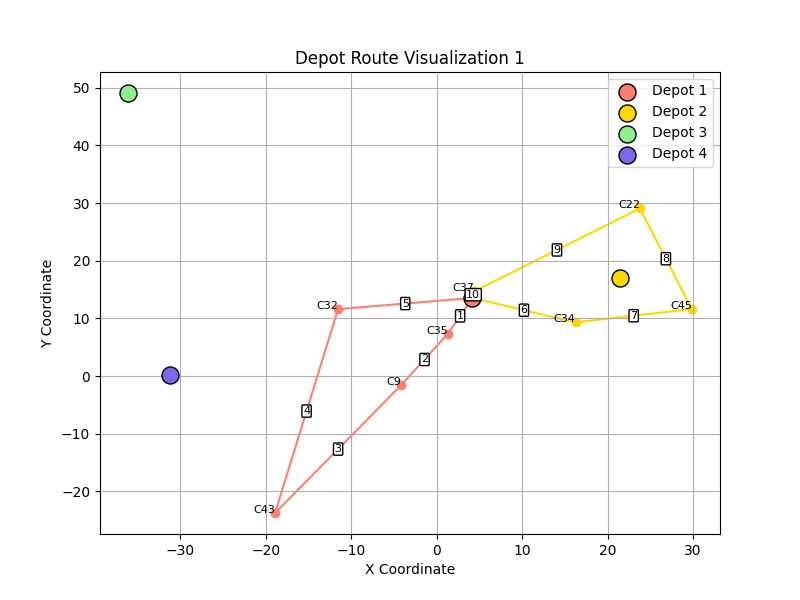 Depot Route Visualization 1
Depot 1
Depot 2
Depot 3
Depot 4
50
40
30
20
10
0
−10
−20
Y Coordinate
C22
9
8
C37
10
C32
5
6
C45
1
C34
7
C35
2
C9
4
3
C43
−30
−20
−10
0
10
20
30
X Coordinate